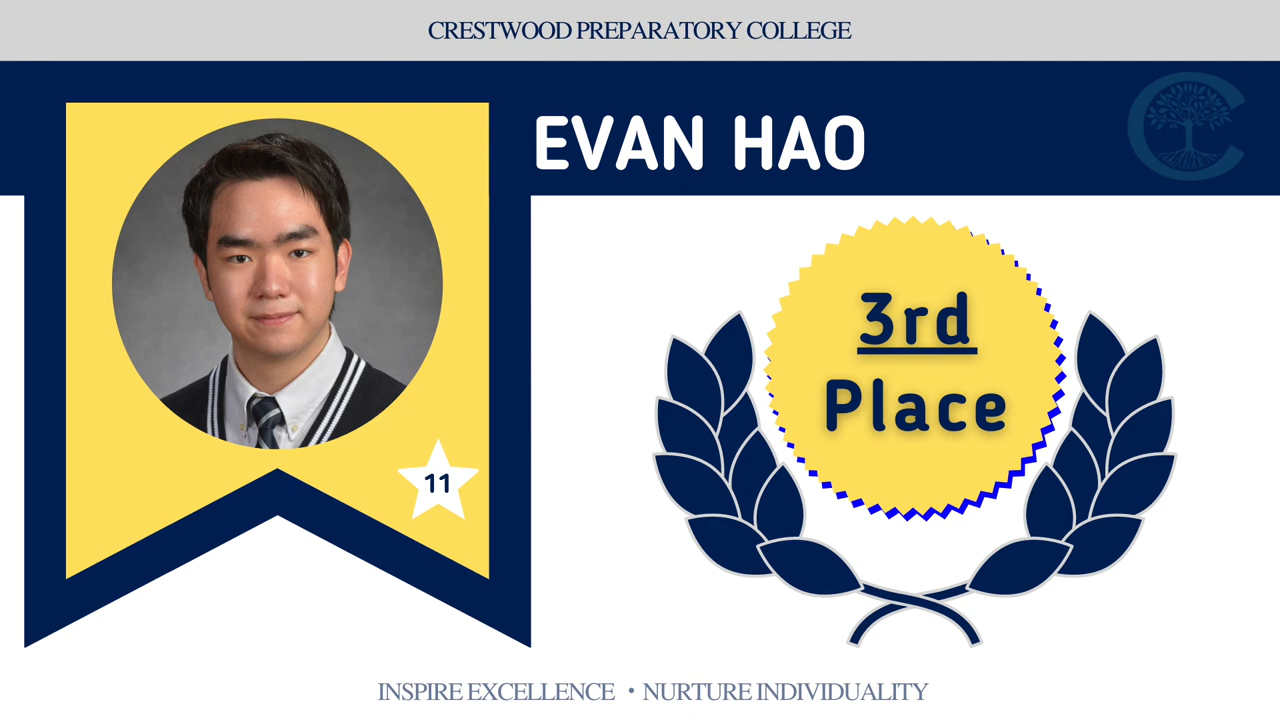 CRESTWOOD PREPARATORY COLLEGE
EVAN HAO
3rd
Place
11
INSPIRE EXCELLENCE • NURTURE INDIVIDUALITY